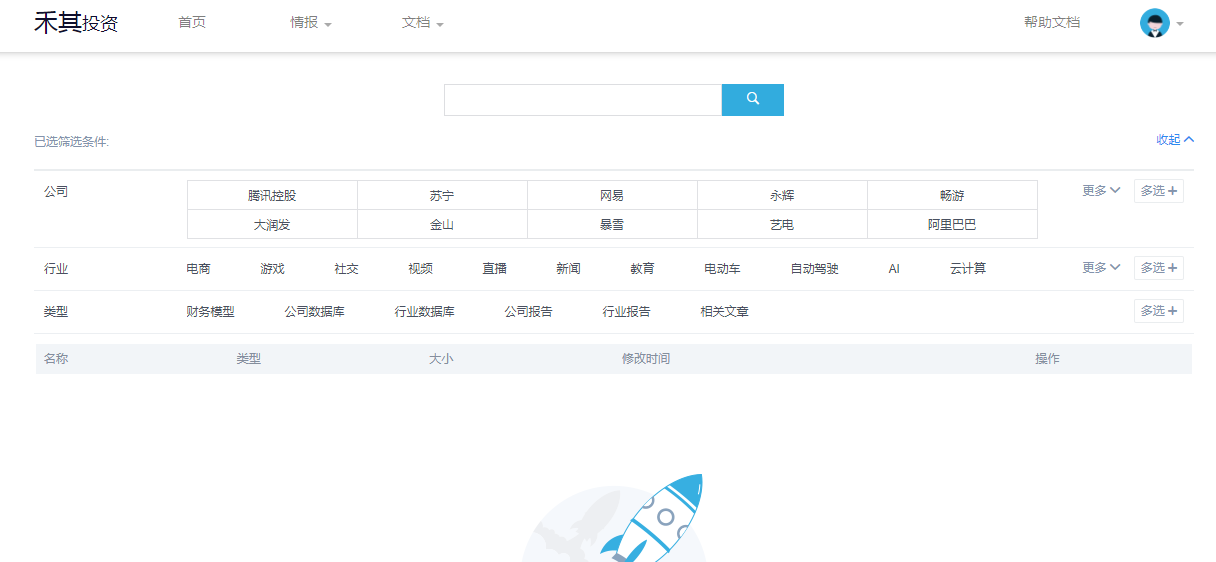 禾其投资 首页 情报 文档 帮助文档
已选筛选条件: 收起
公司 腾讯控股 苏宁 网易 永辉 畅游 更多 多选
大润发 金山 暴雪 艺电 阿里巴巴
行业 电商 游戏 社交 视频 直播 新闻 教育 电动车 自动驾驶 AI 云计算 更多 多选
类型 财务模型 公司数据库 行业数据库 公司报告 行业报告 相关文章 多选
名称 类型 大小 修改时间 操作